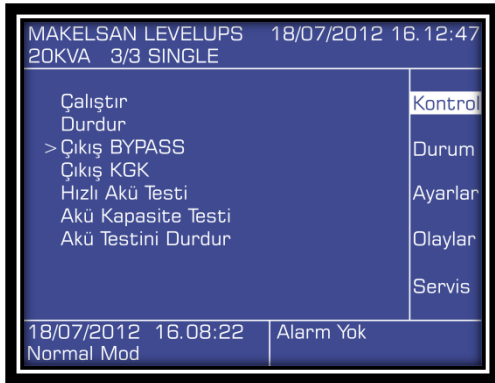 MAKELSAN LEVELUPS 18/07/2012 16.12:47
20KVA 3/3 SINGLE
Çalıştır
Durdur
>Çıkış BYPASS
Çıkış KGK
Hızlı Akü Testi
Akü Kapasite Testi
Akü Testini Durdur
Kontrol
Durum
Ayarlar
Olaylar
Servis
18/07/2012 16.08:22
Normal Mod
Alarm Yok